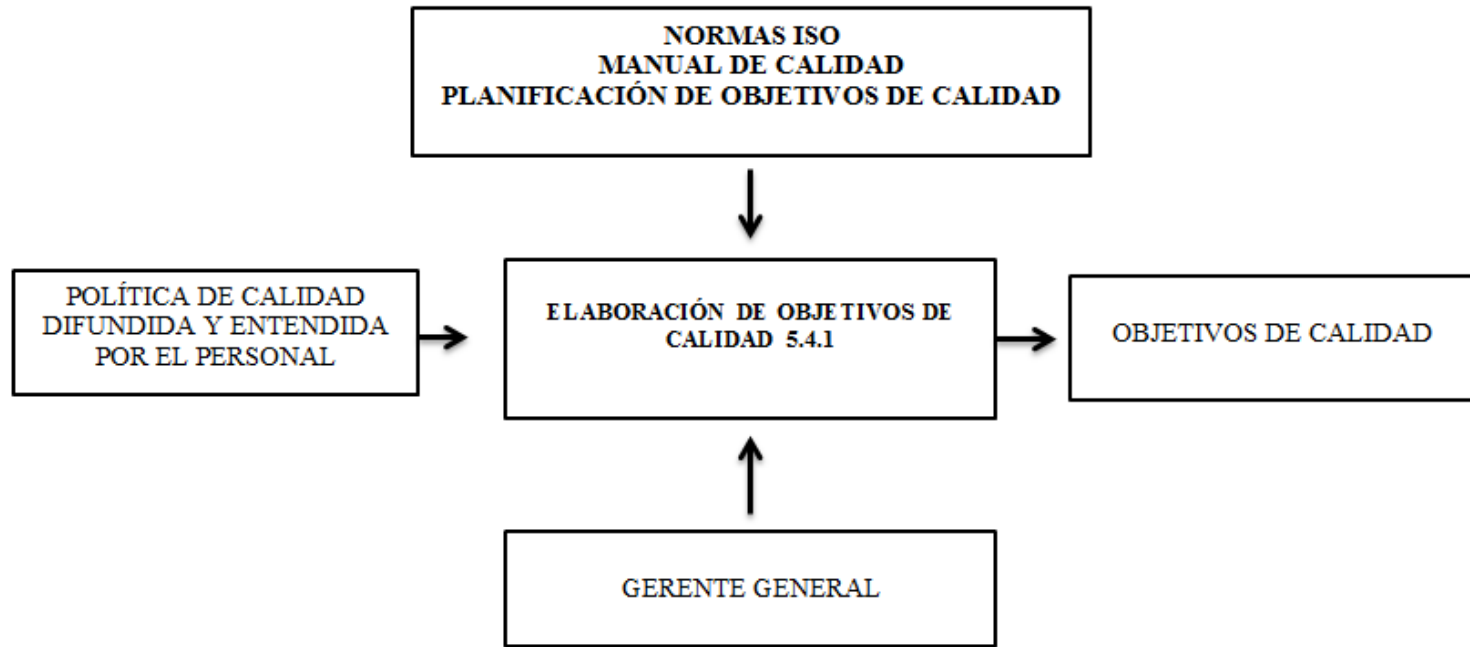 NORMAS ISO
MANUAL DE CALIDAD
PLANIFICACIÓN DE OBJETIVOS DE CALIDAD
POLÍTICA DE CALIDAD
DIFUNDIDA Y ENTENDIDA
POR EL PERSONAL
ELABORACIÓN DE OBJETIVOS DE
CALIDAD 5.4.1
OBJETIVOS DE CALIDAD
GERENTE GENERAL